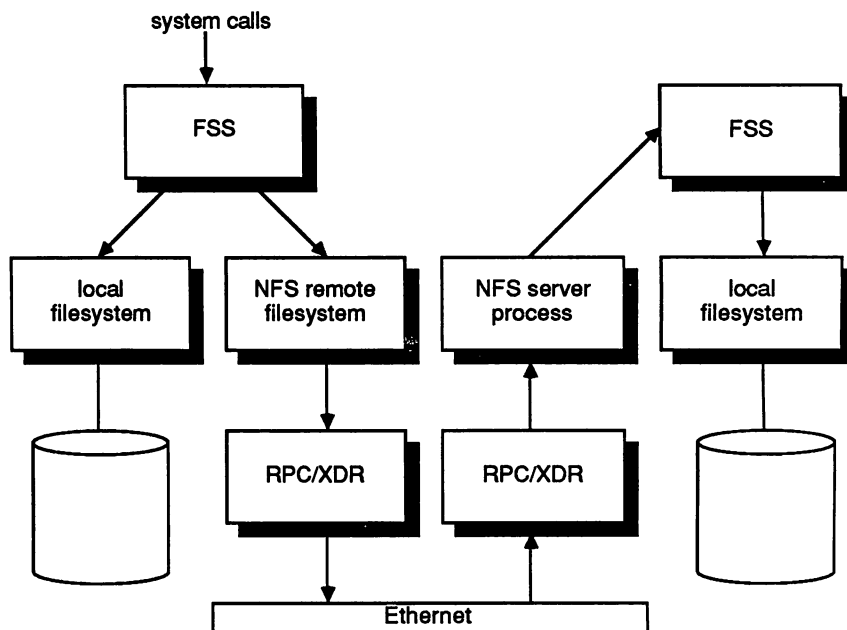 system calls
FSS
FSS
local
filesystem
NFS remote
filesystem
NFS server
process
local
filesystem
RPC/XDR
RPC/XDR
Ethernet